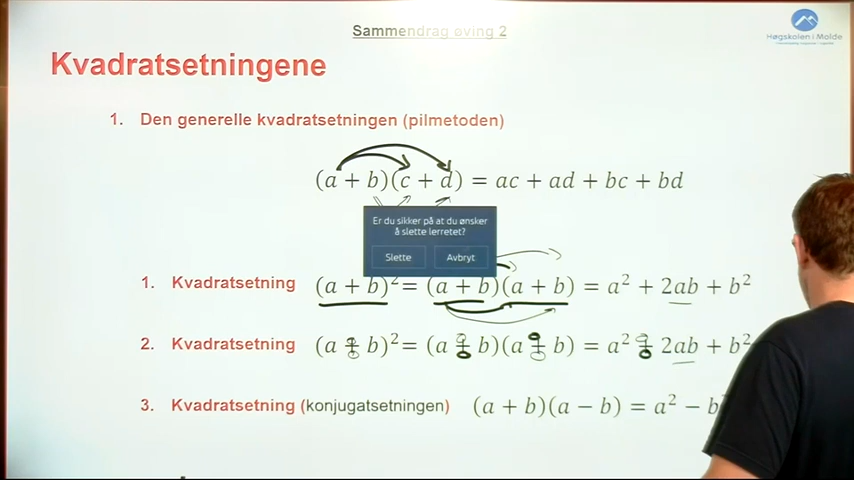 Sammendrag øving 2
Høgskolen i Molde
Kvadratsetningene
1. Den generelle kvadratsetningen (pilmetoden)
(a + b)(c + d) = ac + ad + bc + bd
Er du sikker på at du ønsker
å slette lerretet?
Slette Avbryt
1. Kvadratsetning (a + b)² = (a + b)(a + b) = a² + 2ab + b²
2. Kvadratsetning (a + b)² = (a + b)(a + b) = a² + 2ab + b²
3. Kvadratsetning (konjugatsetningen) (a + b)(a − b) = a² − b